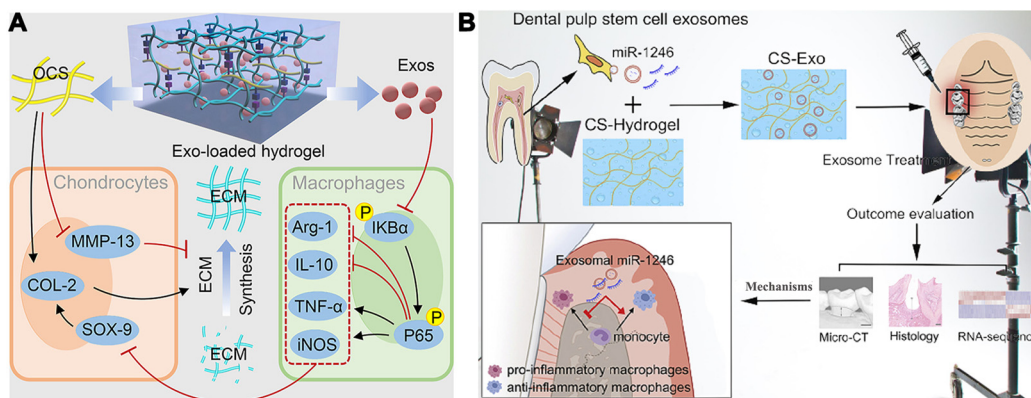 A
OCS
Exos
Exo-loaded hydrogel
Chondrocytes
ECM
Macrophages
MMP-13
COL-2
SOX-9
ECM
Synthesis
ECM
Arg-1
IL-10
TNF-α
iNOS
P
IKBα
P
P65
B
Dental pulp stem cell exosomes
miR-1246
CS-Hydrogel
CS-Exo
Exosome Treatment
Outcome evaluation
Mechanisms
Micro-CT
Histology
RNA-sequenc
Exosomal miR-1246
monocyte
pro-inflammatory macrophages
anti-inflammatory macrophages